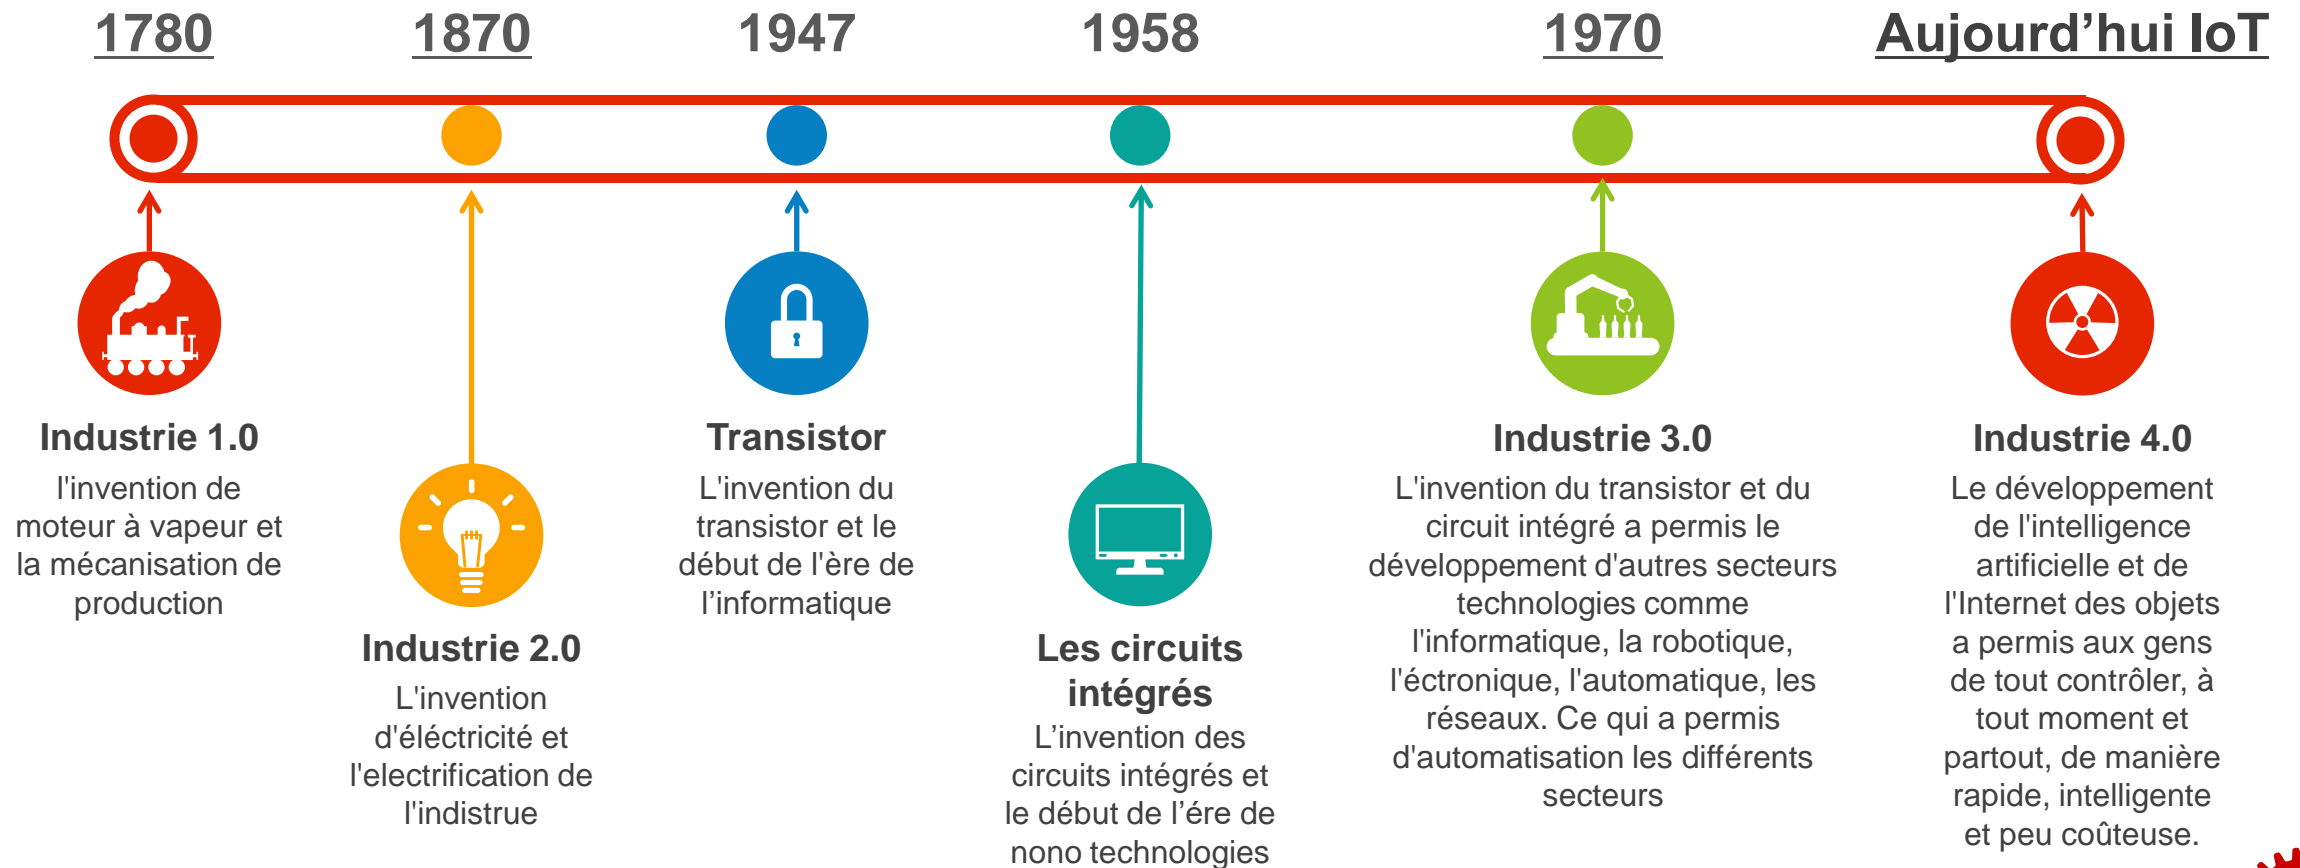 1780
1870
1947
1958
1970
Aujourd’hui IoT
Industrie 1.0
l'invention de
moteur à vapeur et
la mécanisation de
production
Industrie 2.0
L'invention
d'éléctricité et
l'electrification de
l'indistrue
Transistor
L'invention du
transistor et le
début de l'ère de
l’informatique
Les circuits
intégrés
L’invention des
circuits intégrés et
le début de l’ére de
nono technologies
Industrie 3.0
L'invention du transistor et du
circuit intégré a permis le
développement d'autres secteurs
technologies comme
l'informatique, la robotique,
l'éctronique, l'automatique, les
réseaux. Ce qui a permis
d'automatisation les différents
secteurs
Industrie 4.0
Le développement
de l'intelligence
artificielle et de
l'Internet des objets
a permis aux gens
de tout contrôler, à
tout moment et
partout, de manière
rapide, intelligente
et peu coûteuse.